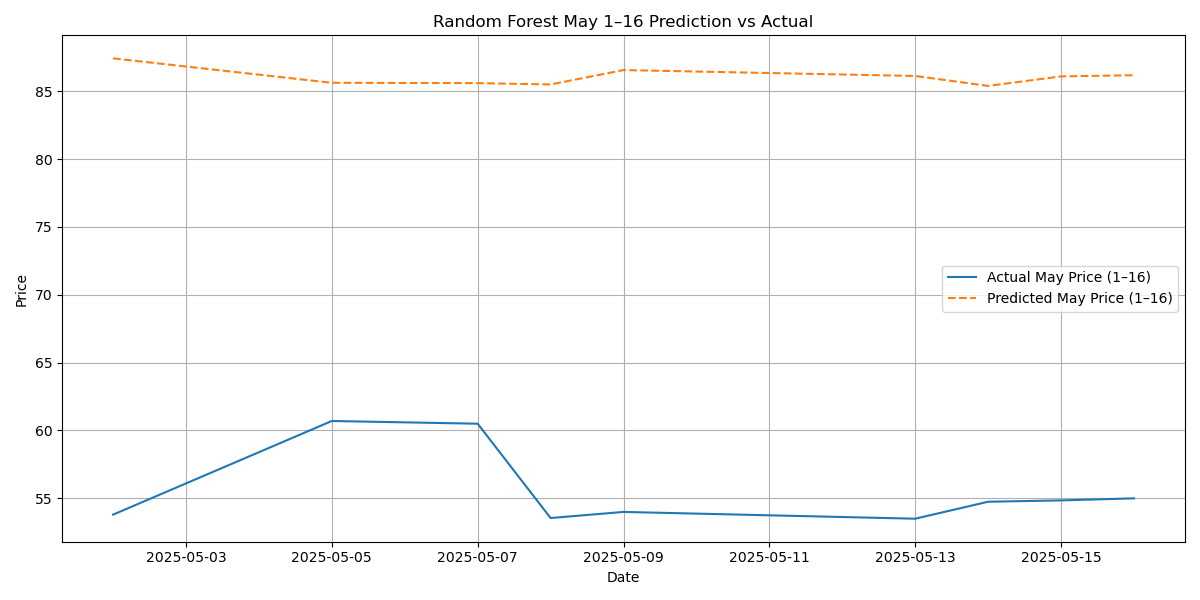 Random Forest May 1–16 Prediction vs Actual
Price
85
80
75
70
65
60
55
Actual May Price (1–16)
Predicted May Price (1–16)
2025-05-03
2025-05-05
2025-05-07
2025-05-09
2025-05-11
2025-05-13
2025-05-15
Date